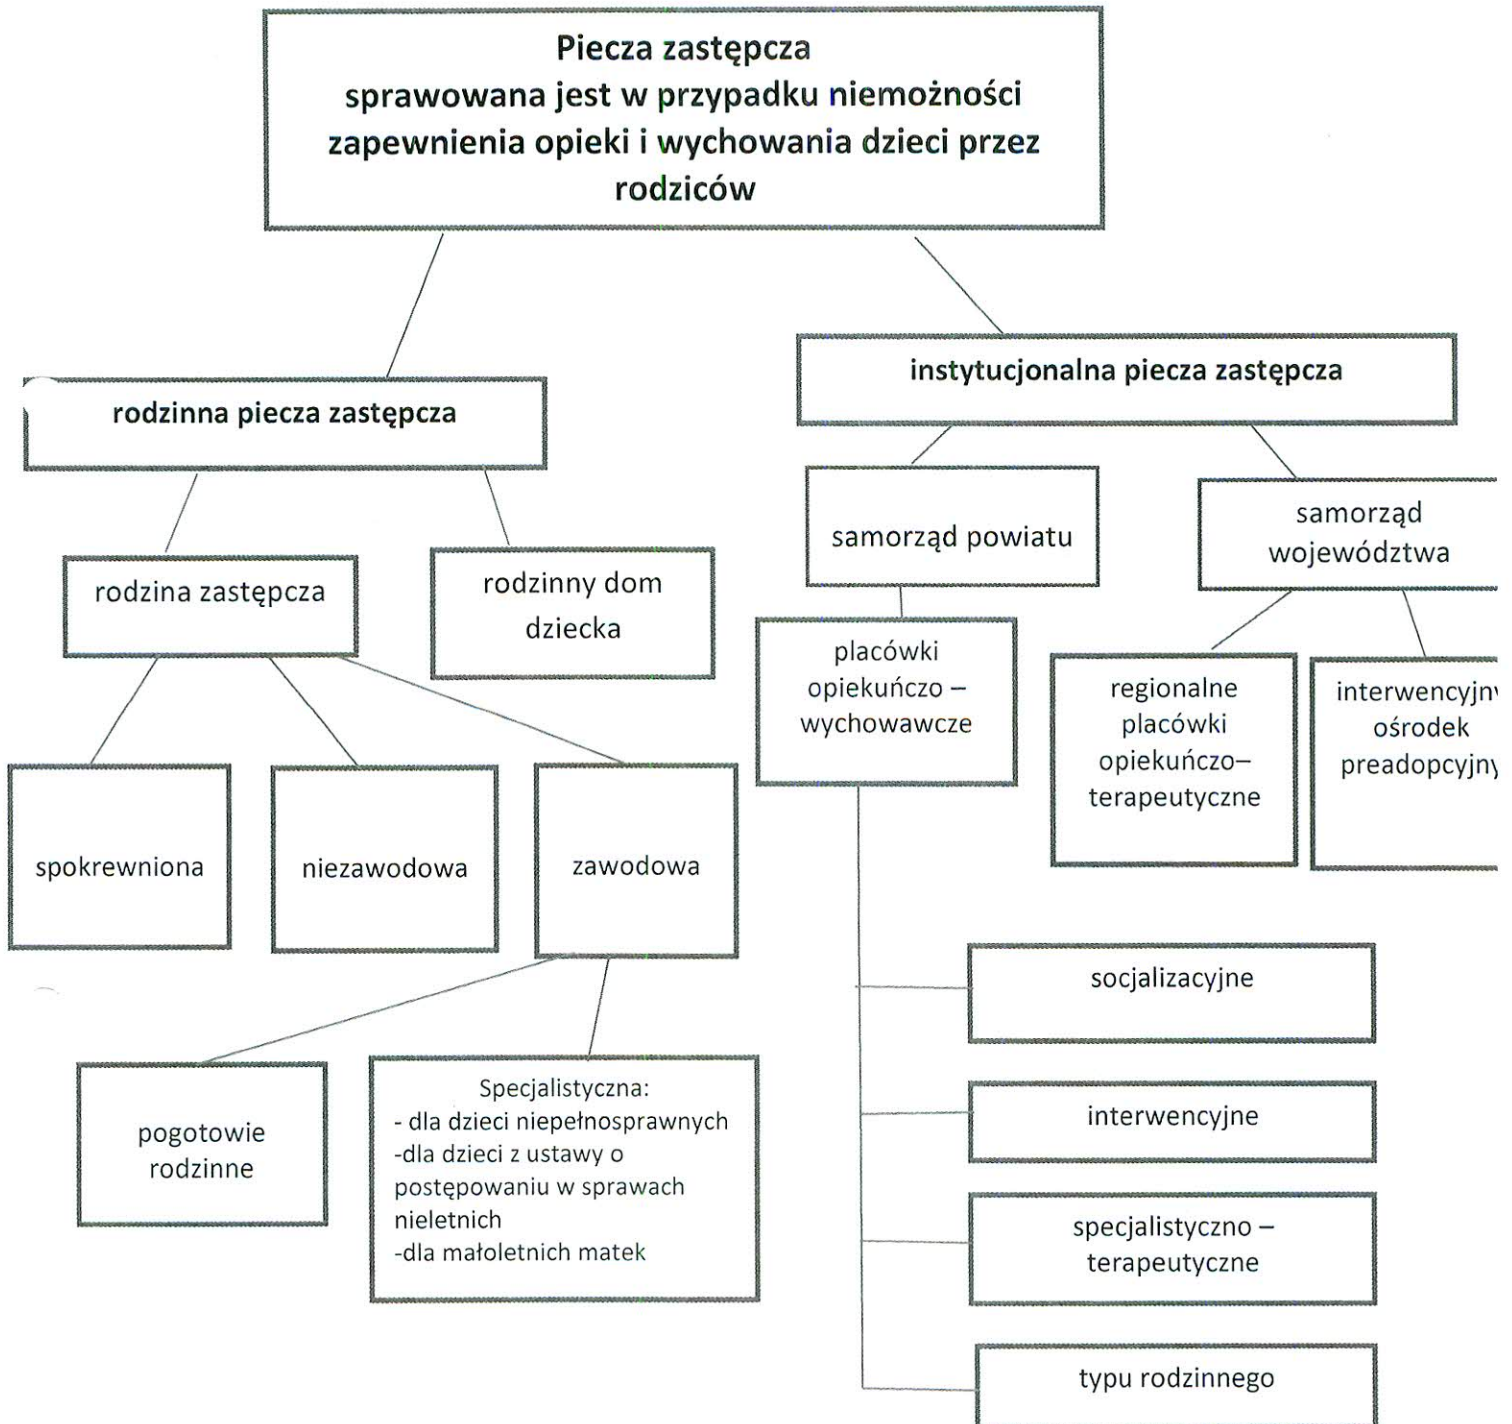 Piecza zastępcza
sprawowana jest w przypadku niemożności
zapewnienia opieki i wychowania dzieci przez
rodziców
rodzinna piecza zastępcza
instytucjonalna piecza zastępcza
rodzina zastępcza
rodzinny dom
dziecka
samorząd powiatu
samorząd
województwa
spokrewniona
niezawodowa
zawodowa
placówki
opiekuńczo –
wychowawcze
regionalne
placówki
opiekuńczo–
terapeutyczne
interwencyjny
ośrodek
preadopcyjny
pogotowie
rodzinne
Specjalistyczna:
- dla dzieci niepełnosprawnych
-dla dzieci z ustawy o
postępowaniu w sprawach
nieletnich
-dla małoletnich matek
socjalizacyjne
interwencyjne
specjalistyczno –
terapeutyczne
typu rodzinnego